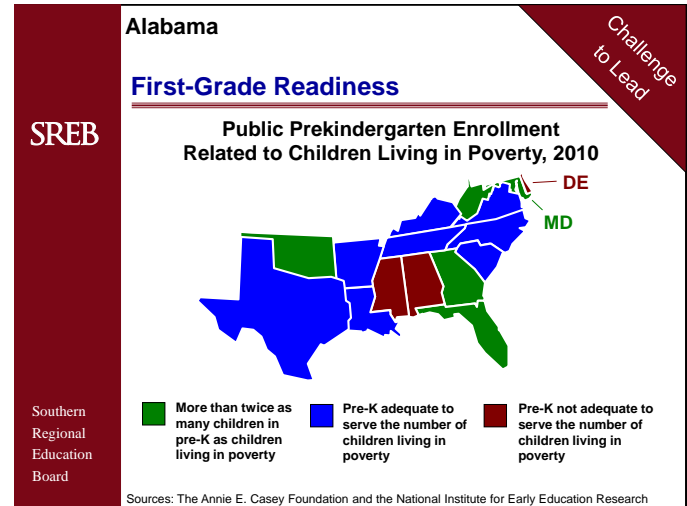 Alabama
Challenge
to Lead
First-Grade Readiness
SREB
Public Prekindergarten Enrollment
Related to Children Living in Poverty, 2010
DE
MD
More than twice as
many children in
pre-K as children
living in poverty
Pre-K adequate to
serve the number of
children living in
poverty
Pre-K not adequate to
serve the number of
children living in
poverty
Southern
Regional
Education
Board
Sources: The Annie E. Casey Foundation and the National Institute for Early Education Research